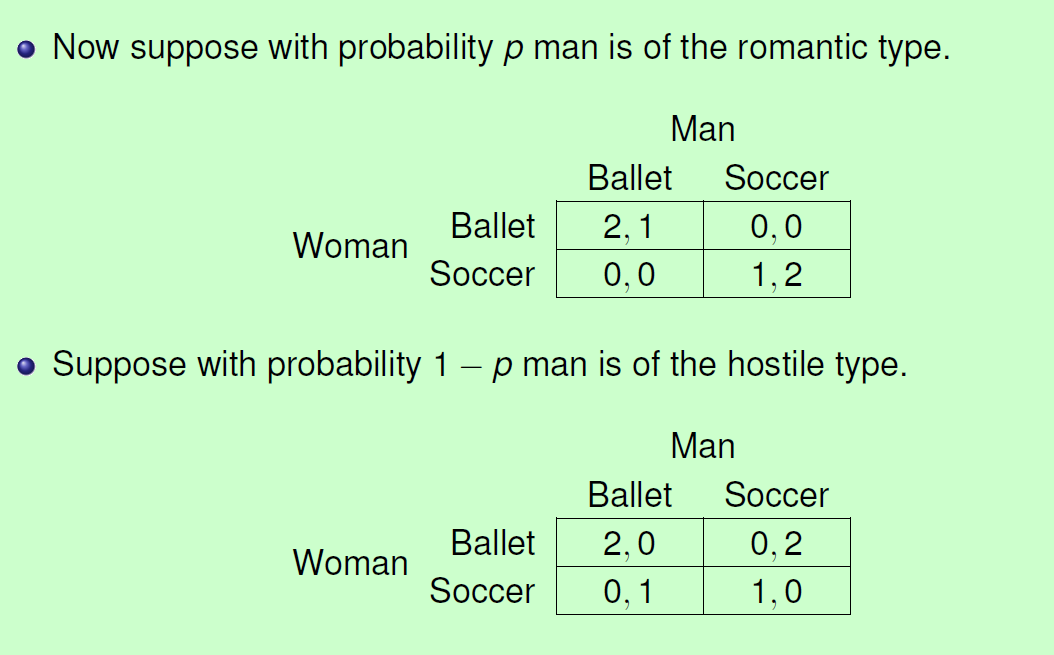 Now suppose with probability p man is of the romantic type.
Man
Ballet Soccer
Woman
Ballet 2, 1 0, 0
Soccer 0, 0 1, 2
Suppose with probability 1 − p man is of the hostile type.
Man
Ballet Soccer
Woman
Ballet 2, 0 0, 2
Soccer 0, 1 1, 0